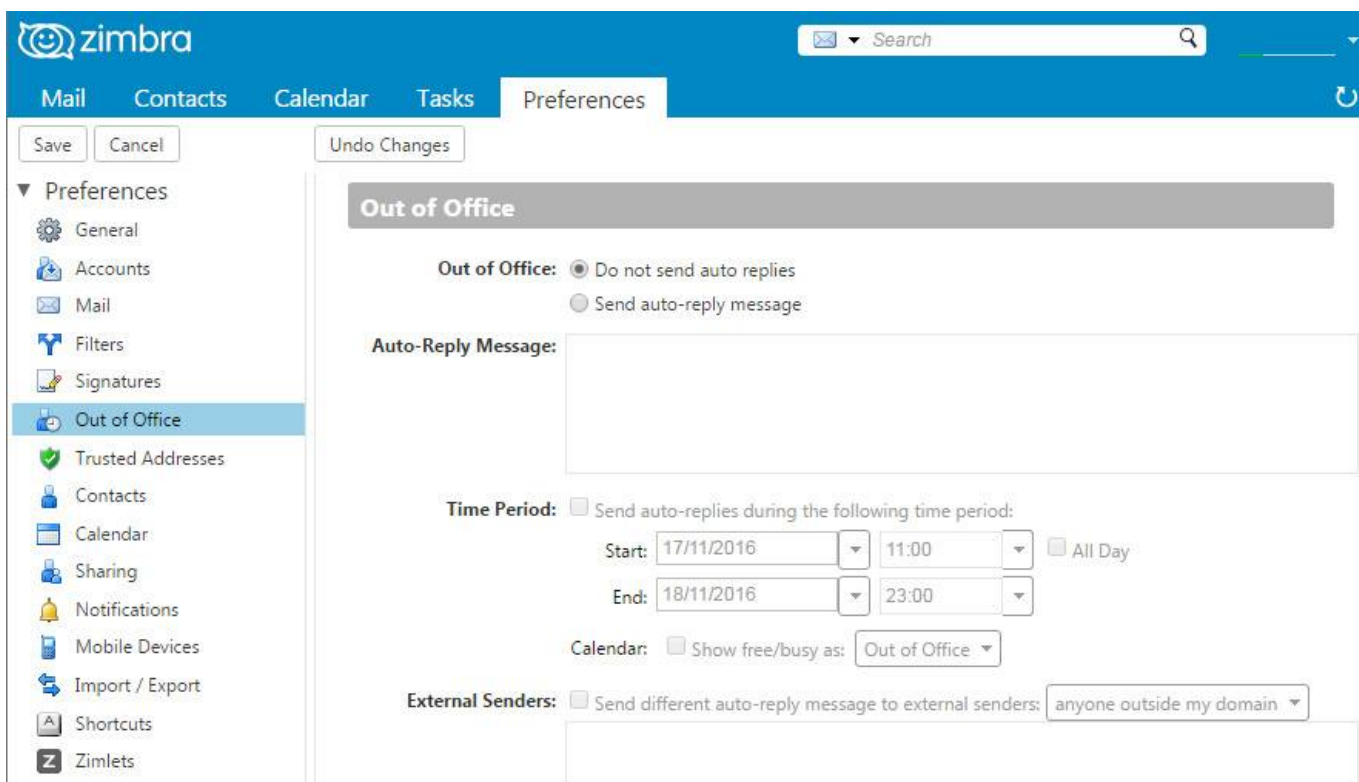 zimbra
Search
Mail Contacts Calendar Tasks Preferences
Save Cancel Undo Changes
Preferences
General
Accounts
Mail
Filters
Signatures
Out of Office
Trusted Addresses
Contacts
Calendar
Sharing
Notifications
Mobile Devices
Import / Export
Shortcuts
Zimlets
Out of Office
Out of Office: Do not send auto replies
Send auto-reply message
Auto-Reply Message:
Time Period: Send auto-replies during the following time period:
Start: 17/11/2016 11:00 All Day
End: 18/11/2016 23:00
Calendar: Show free/busy as: Out of Office
External Senders: Send different auto-reply message to external senders: anyone outside my domain